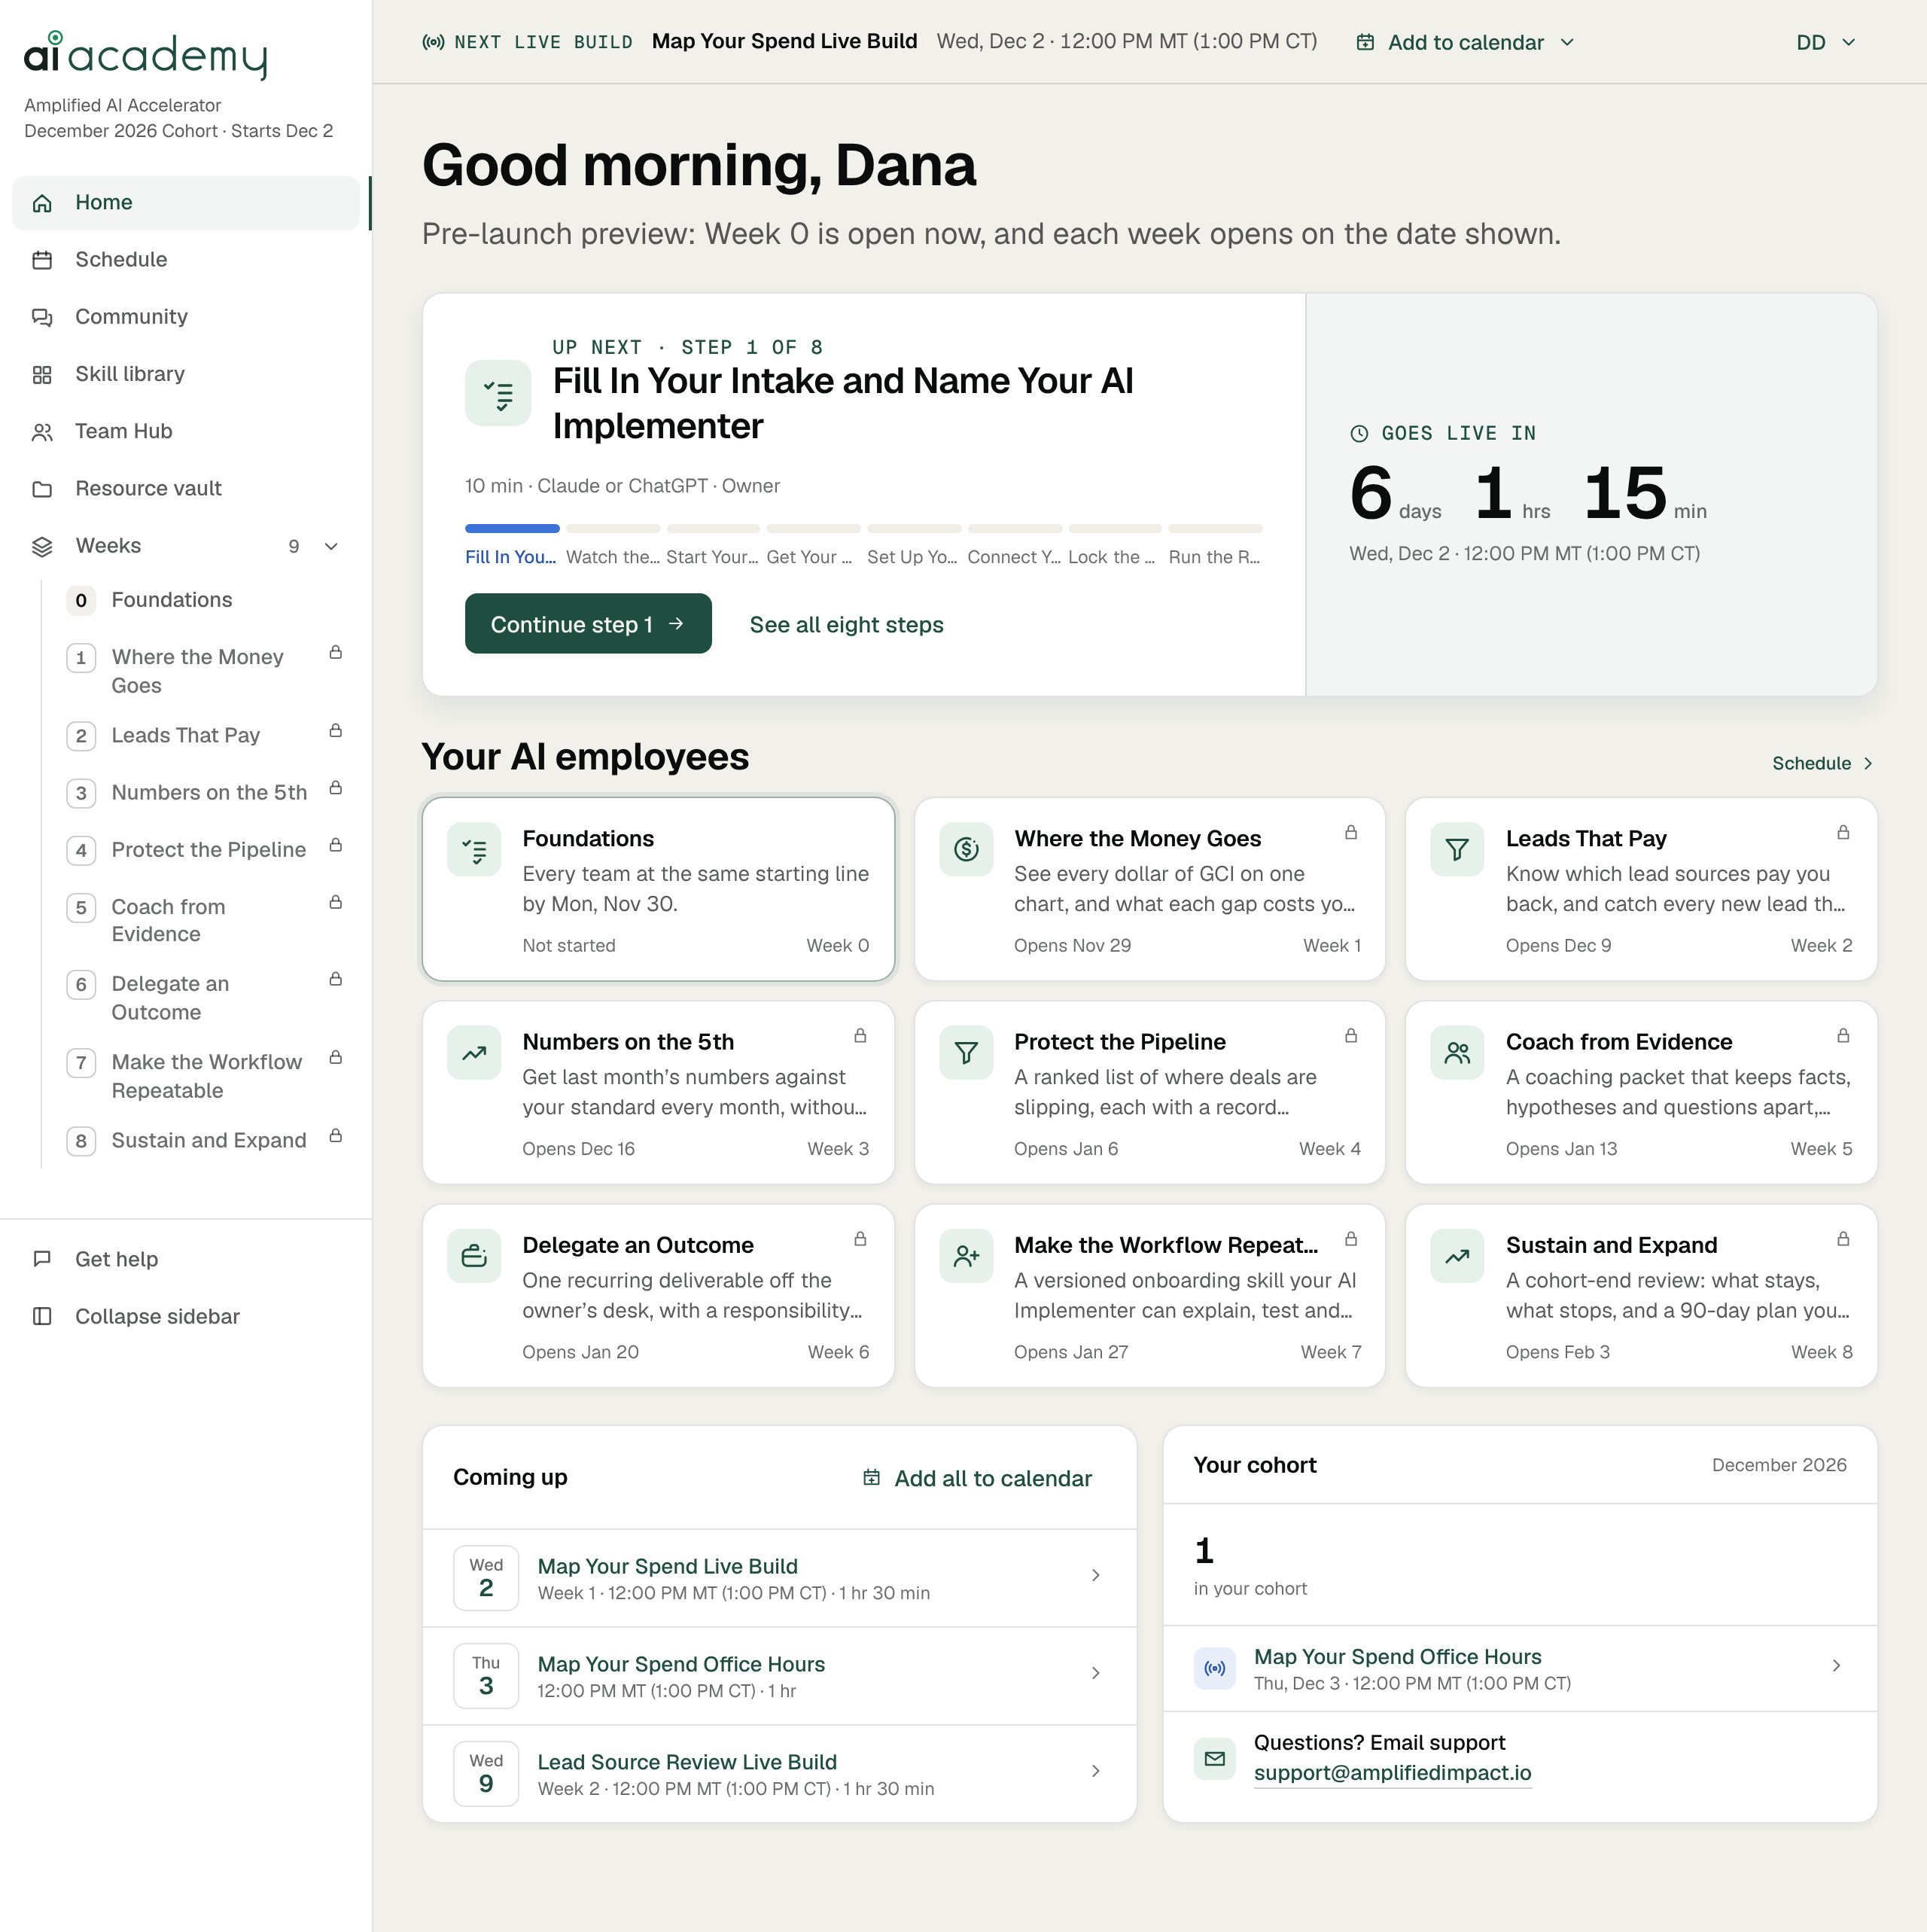 ai academy
Amplified AI Accelerator
December 2026 Cohort · Starts Dec 2
Home
Schedule
Community
Skill library
Team Hub
Resource vault
Weeks 9
0 Foundations
1 Where the Money
Goes
2 Leads That Pay
3 Numbers on the 5th
4 Protect the Pipeline
5 Coach from
Evidence
6 Delegate an
Outcome
7 Make the Workflow
Repeatable
8 Sustain and Expand
Get help
Collapse sidebar
NEXT LIVE BUILD Map Your Spend Live Build Wed, Dec 2 · 12:00 PM MT (1:00 PM CT) Add to calendar DD
Good morning, Dana
Pre-launch preview: Week 0 is open now, and each week opens on the date shown.
UP NEXT · STEP 1 OF 8
Fill In Your Intake and Name Your AI
Implementer
10 min · Claude or ChatGPT · Owner
Fill In You... Watch the... Start Your... Get Your ... Set Up Yo... Connect Y... Lock the ... Run the R...
Continue step 1 → See all eight steps
GOES LIVE IN
6 days 1 hrs 15 min
Wed, Dec 2 · 12:00 PM MT (1:00 PM CT)
Your AI employees
Schedule
Foundations
Every team at the same starting line
by Mon, Nov 30.
Not started Week 0
Where the Money Goes
See every dollar of GCI on one
chart, and what each gap costs yo...
Opens Nov 29 Week 1
Leads That Pay
Know which lead sources pay you
back, and catch every new lead th...
Opens Dec 9 Week 2
Numbers on the 5th
Get last month’s numbers against
your standard every month, withou...
Opens Dec 16 Week 3
Protect the Pipeline
A ranked list of where deals are
slipping, each with a record...
Opens Jan 6 Week 4
Coach from Evidence
A coaching packet that keeps facts,
hypotheses and questions apart,...
Opens Jan 13 Week 5
Delegate an Outcome
One recurring deliverable off the
owner’s desk, with a responsibility...
Opens Jan 20 Week 6
Make the Workflow Repeat...
A versioned onboarding skill your AI
Implementer can explain, test and...
Opens Jan 27 Week 7
Sustain and Expand
A cohort-end review: what stays,
what stops, and a 90-day plan you...
Opens Feb 3 Week 8
Coming up
Add all to calendar
Wed
2
Map Your Spend Live Build
Week 1 · 12:00 PM MT (1:00 PM CT) · 1 hr 30 min
Thu
3
Map Your Spend Office Hours
12:00 PM MT (1:00 PM CT) · 1 hr
Wed
9
Lead Source Review Live Build
Week 2 · 12:00 PM MT (1:00 PM CT) · 1 hr 30 min
Your cohort
December 2026
1
in your cohort
Map Your Spend Office Hours
Thu, Dec 3 · 12:00 PM MT (1:00 PM CT)
Questions? Email support
support@amplifiedimpact.io